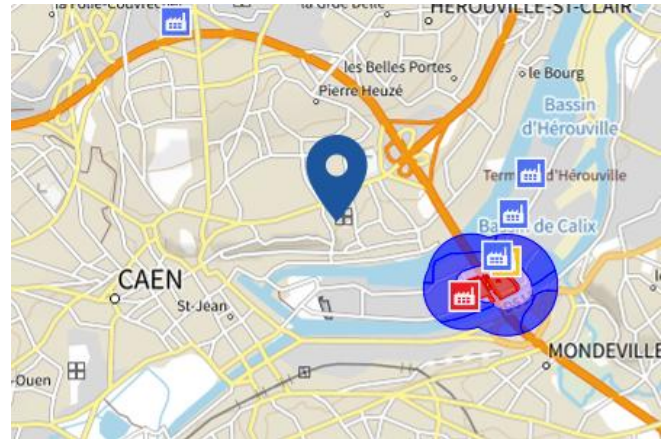 HEROUVILLE-ST-CLAIR
les Belles Portes
le Bourg
Pierre Heuzé
Bassin
d'Hérouville
d'Hérouville
Bassin de Calix
CAEN
St-Jean
MONDEVILLE
Ouen